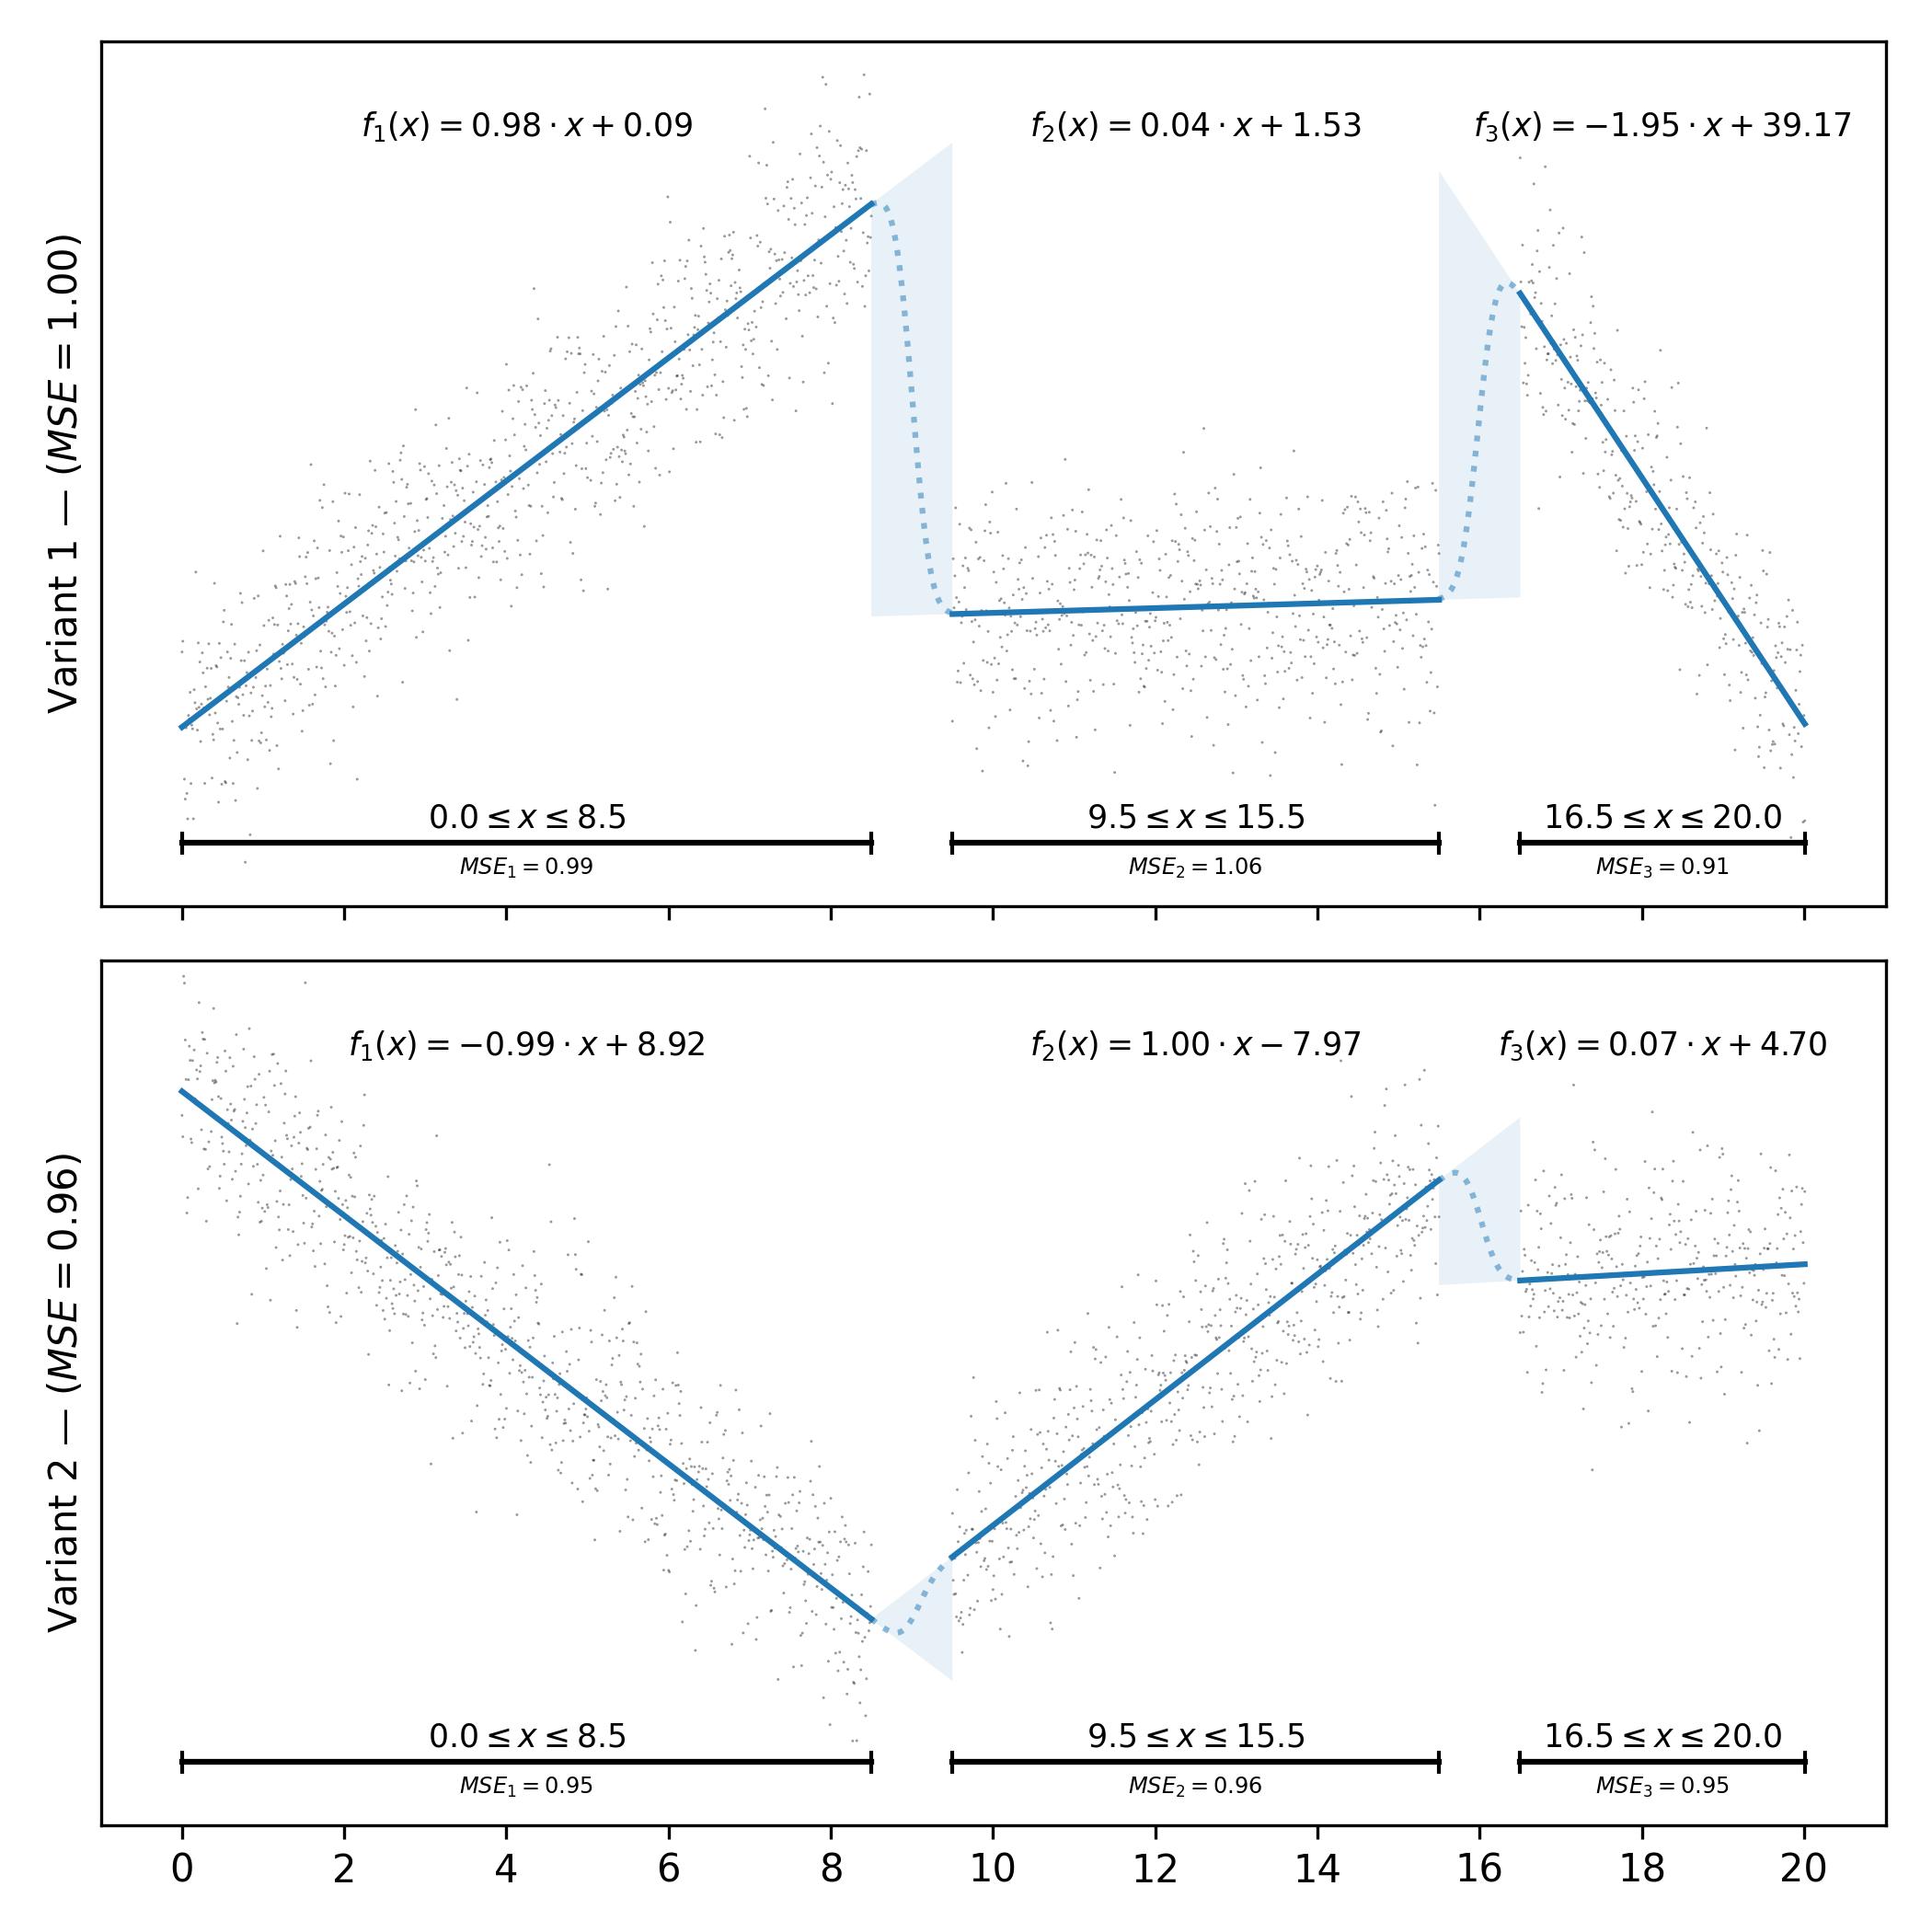 Variant 1 — (MSE = 1.00)
f₁(x) = 0.98 · x + 0.09
f₂(x) = 0.04 · x + 1.53
f₃(x) = −1.95 · x + 39.17
0.0 ≤ x ≤ 8.5
9.5 ≤ x ≤ 15.5
16.5 ≤ x ≤ 20.0
MSE₁ = 0.99
MSE₂ = 1.06
MSE₃ = 0.91
Variant 2 — (MSE = 0.96)
f₁(x) = −0.99 · x + 8.92
f₂(x) = 1.00 · x − 7.97
f₃(x) = 0.07 · x + 4.70
0.0 ≤ x ≤ 8.5
9.5 ≤ x ≤ 15.5
16.5 ≤ x ≤ 20.0
MSE₁ = 0.95
MSE₂ = 0.96
MSE₃ = 0.95
0 2 4 6 8 10 12 14 16 18 20